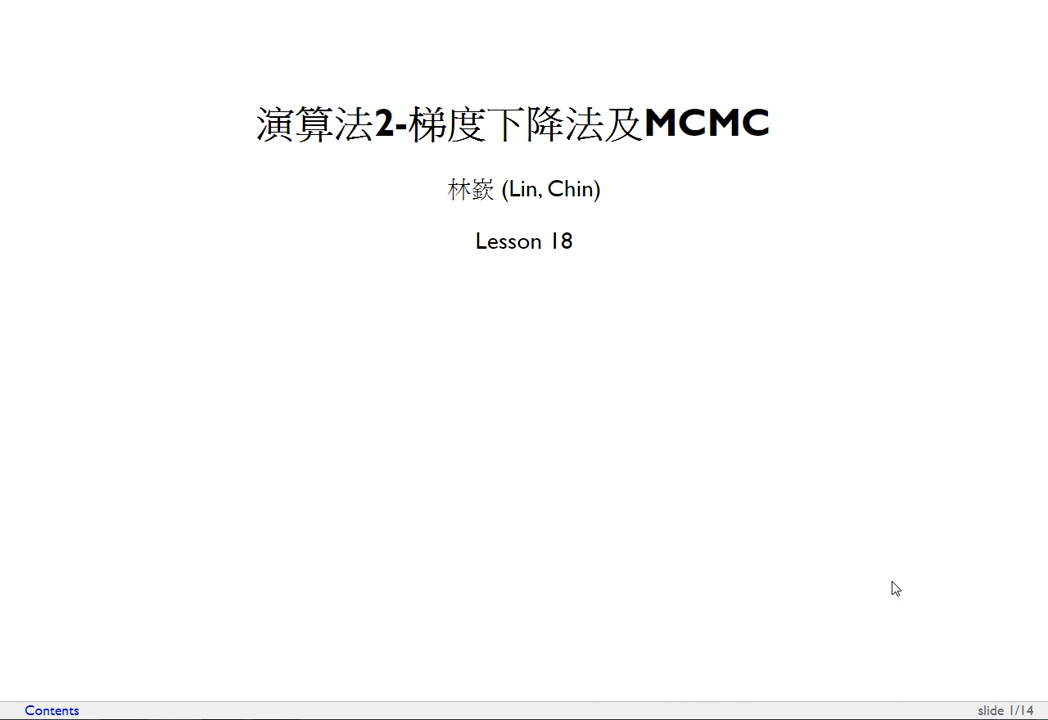 演算法2-梯度下降法及MCMC
林嶔 (Lin, Chin)
Lesson 18
Contents
slide 1/14